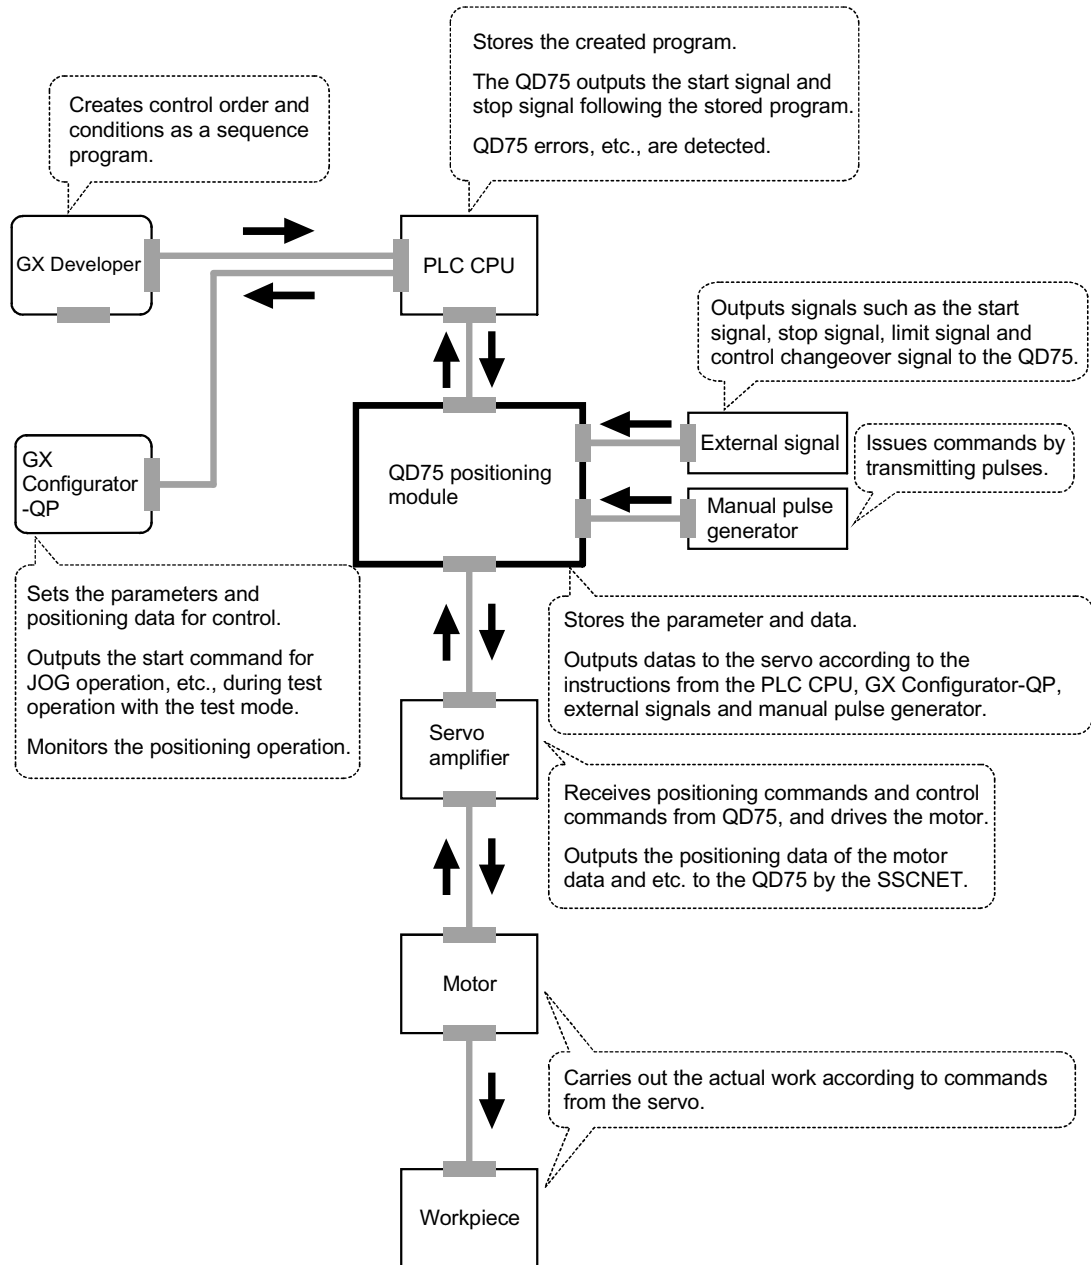 Stores the created program.
The QD75 outputs the start signal and
stop signal following the stored program.
QD75 errors, etc., are detected.
Creates control order and
conditions as a sequence
program.
GX Developer
PLC CPU
Outputs signals such as the start
signal, stop signal, limit signal and
control changeover signal to the QD75.
External signal
Issues commands by
transmitting pulses.
GX
Configurator
-QP
QD75 positioning
module
Manual pulse
generator
Sets the parameters and
positioning data for control.
Outputs the start command for
JOG operation, etc., during test
operation with the test mode.
Monitors the positioning operation.
Stores the parameter and data.
Outputs datas to the servo according to the
instructions from the PLC CPU, GX Configurator-QP,
external signals and manual pulse generator.
Servo
amplifier
Receives positioning commands and control
commands from QD75, and drives the motor.
Outputs the positioning data of the motor
data and etc. to the QD75 by the SSCNET.
Motor
Carries out the actual work according to commands
from the servo.
Workpiece